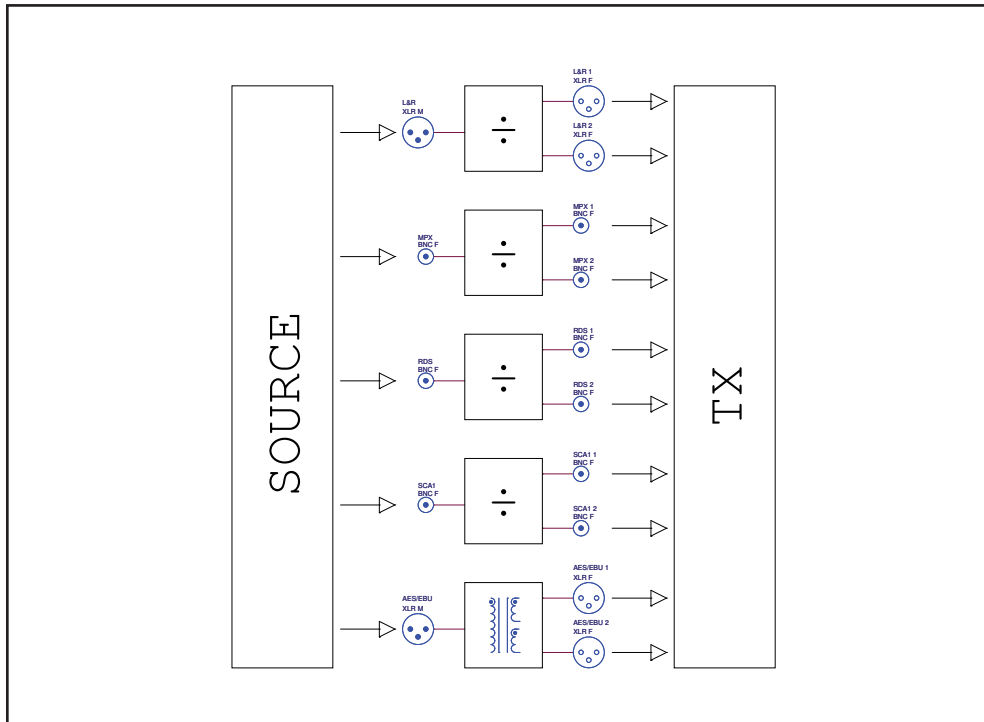 SOURCE
L&R
XLR M
÷
L&R 1
XLR F
L&R 2
XLR F
MPX
BNC F
÷
MPX 1
BNC F
MPX 2
BNC F
RDS
BNC F
÷
RDS 1
BNC F
RDS 2
BNC F
SCA1
BNC F
÷
SCA1 1
BNC F
SCA1 2
BNC F
AES/EBU
XLR M
AES/EBU 1
XLR F
AES/EBU 2
XLR F
TX